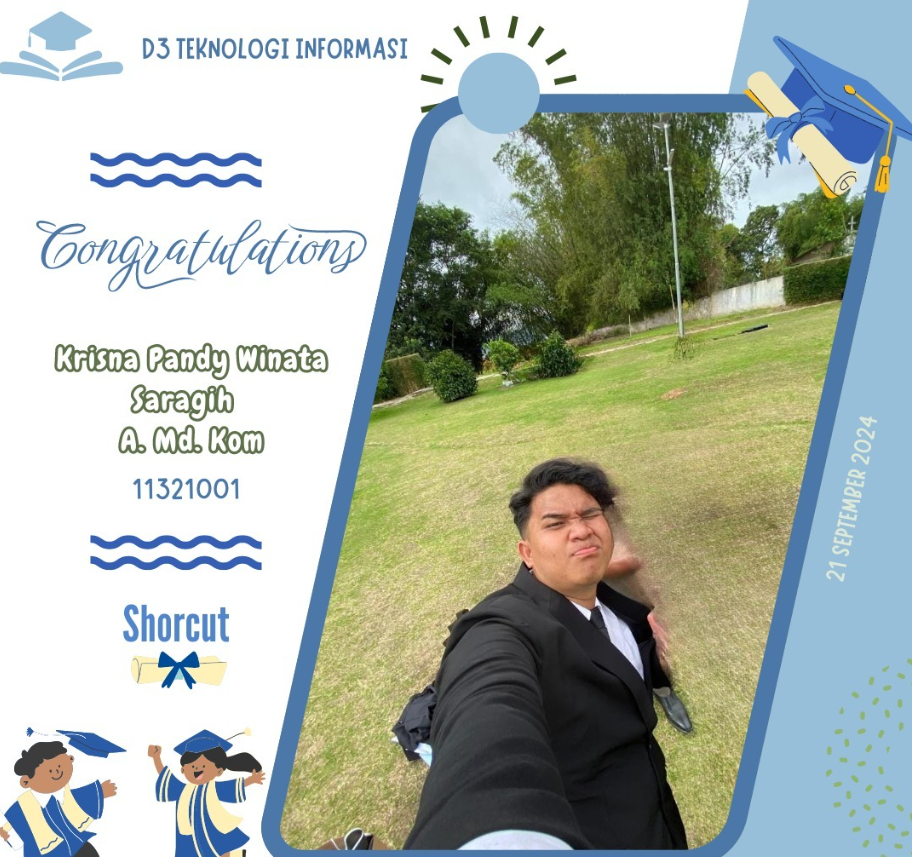 D3 TEKNOLOGI INFORMASI
Congratulations
Krisna Pandy Winata
Saragih
A. Md. Kom
11321001
Shorcut
21 SEPTEMBER 2024